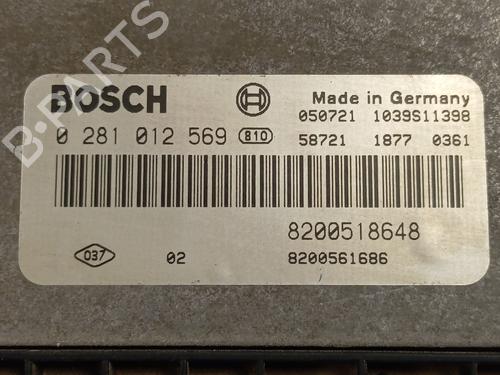 B-PARTS
BOSCH
Made in Germany
050721 1039S11398
0 281 012 569 810
58721 1877 0361
8200518648
037 02
8200561686